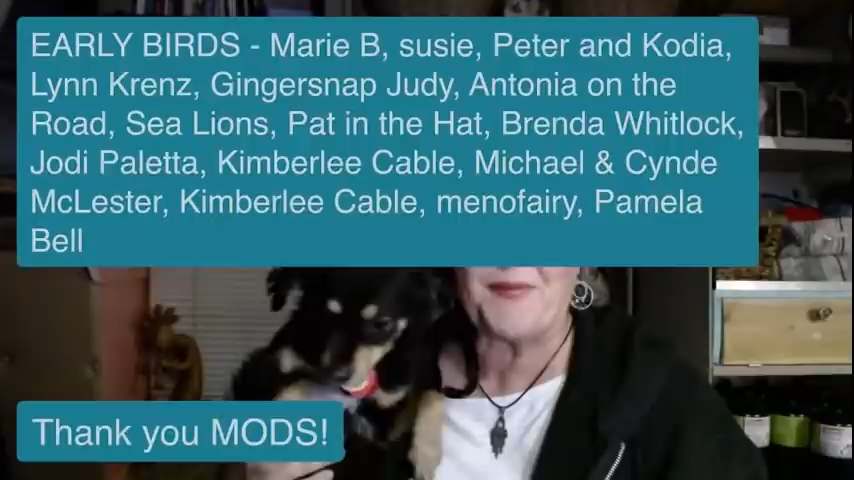 EARLY BIRDS - Marie B, susie, Peter and Kodia,
Lynn Krenz, Gingersnap Judy, Antonia on the
Road, Sea Lions, Pat in the Hat, Brenda Whitlock,
Jodi Paletta, Kimberlee Cable, Michael & Cynde
McLester, Kimberlee Cable, menofairy, Pamela
Bell
Thank you MODS!